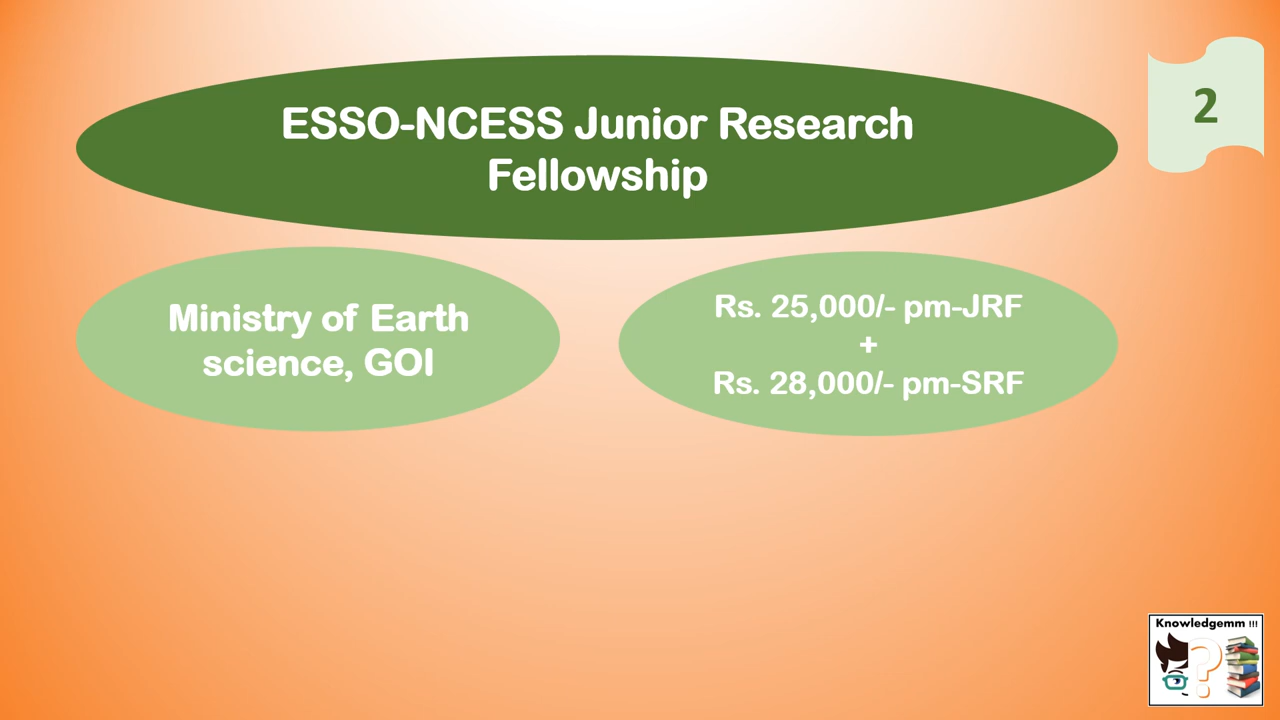 ESSO-NCESS Junior Research
Fellowship
2
Ministry of Earth
science, GOI
Rs. 25,000/- pm-JRF
+
Rs. 28,000/- pm-SRF
Knowledgemm !!!
?